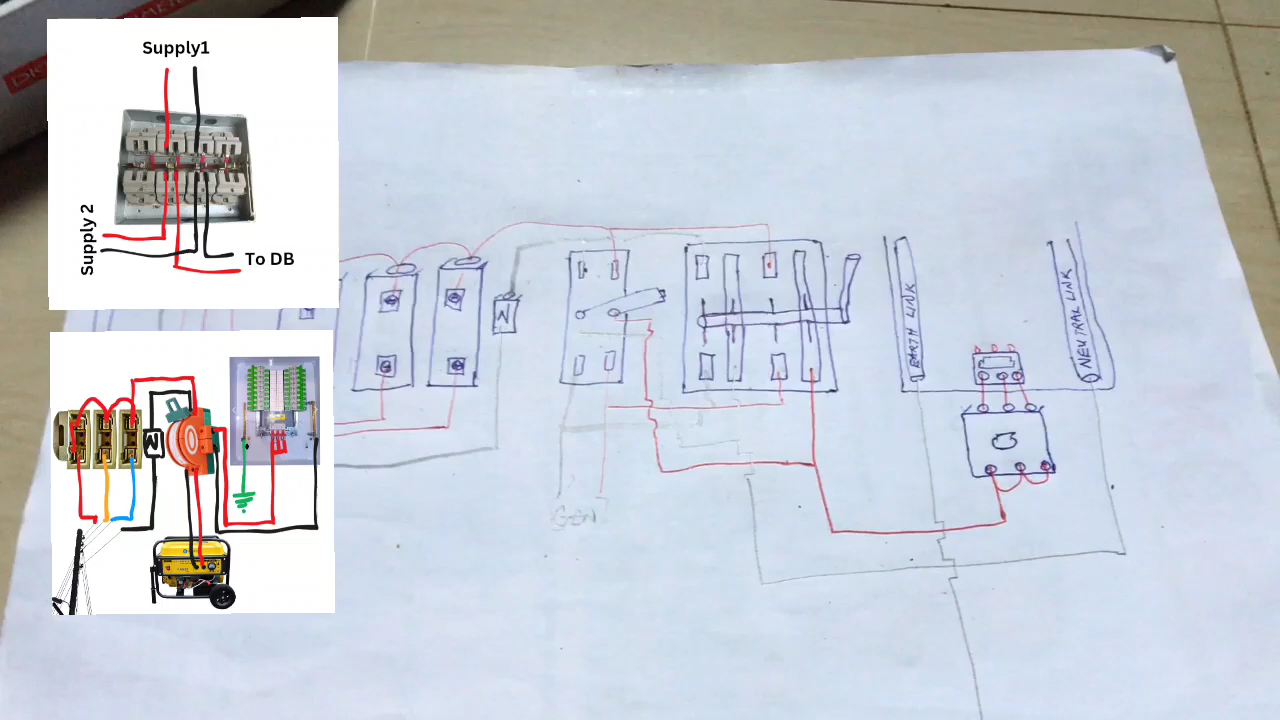 Supply1
Supply 2
To DB
N
N
EARTH LINK
NEUTRAL LINK
A B C
C
GEN